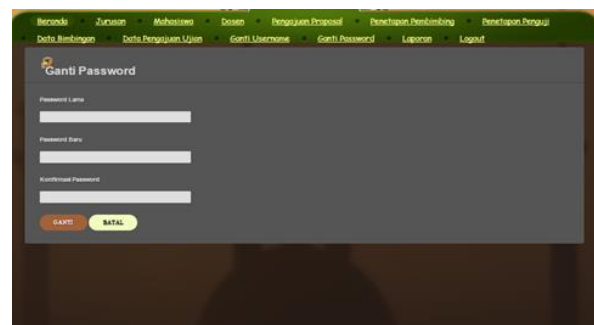 Beranda Jurusan Mahasiswa Dosen Pengajuan Proposal Penetapan Pembimbing Penetapan Penguji
Data Bimbingan Data Pengajuan Ujian Ganti Username Ganti Password Laporan Logout
Ganti Password
Password Lama
Password Baru
Konfirmasi Password
GANTI BATAL